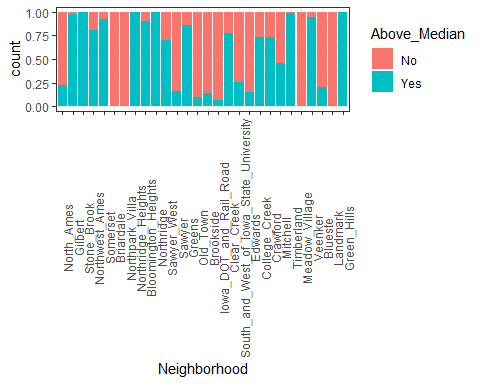 1.00
0.75
0.50
0.25
0.00
count
North_Ames
Gilbert
Stone_Brook
Northwest_Ames
Somerset
Briardale
Northpark_Villa
Northridge_Heights
Bloomington_Heights
Northridge
Sawyer_West
Sawyer
Greens
Old_Town
Brookside
Iowa_DOT_and_Rail_Road
Clear_Creek
South_and_West_of_Iowa_State_University
Edwards
College_Creek
Crawford
Mitchell
Timberland
Meadow_Village
Veenker
Blueste
Landmark
Green_Hills
Neighborhood
Above_Median
No
Yes